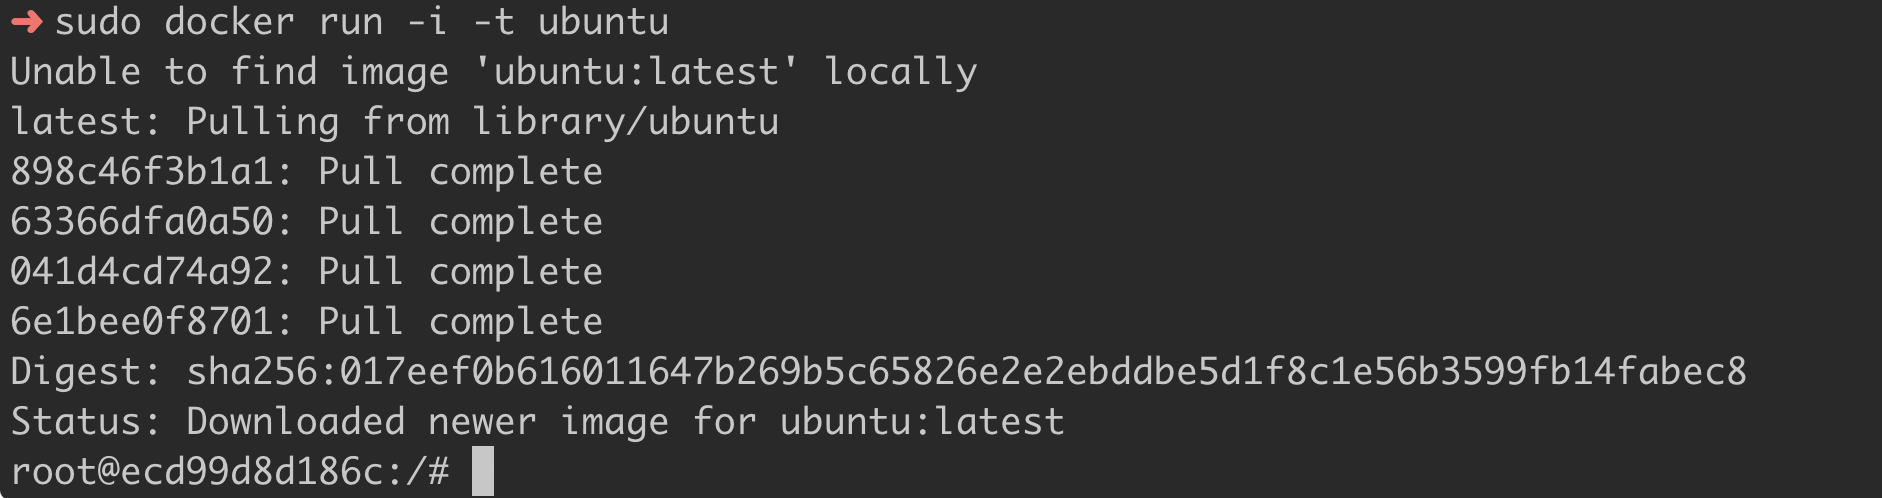 ➜ sudo docker run -i -t ubuntu
Unable to find image 'ubuntu:latest' locally
latest: Pulling from library/ubuntu
898c46f3b1a1: Pull complete
63366dfa0a50: Pull complete
041d4cd74a92: Pull complete
6e1bee0f8701: Pull complete
Digest: sha256:017eef0b616011647b269b5c65826e2e2ebddbe5d1f8c1e56b3599fb14fabec8
Status: Downloaded newer image for ubuntu:latest
root@ecd99d8d186c:/#